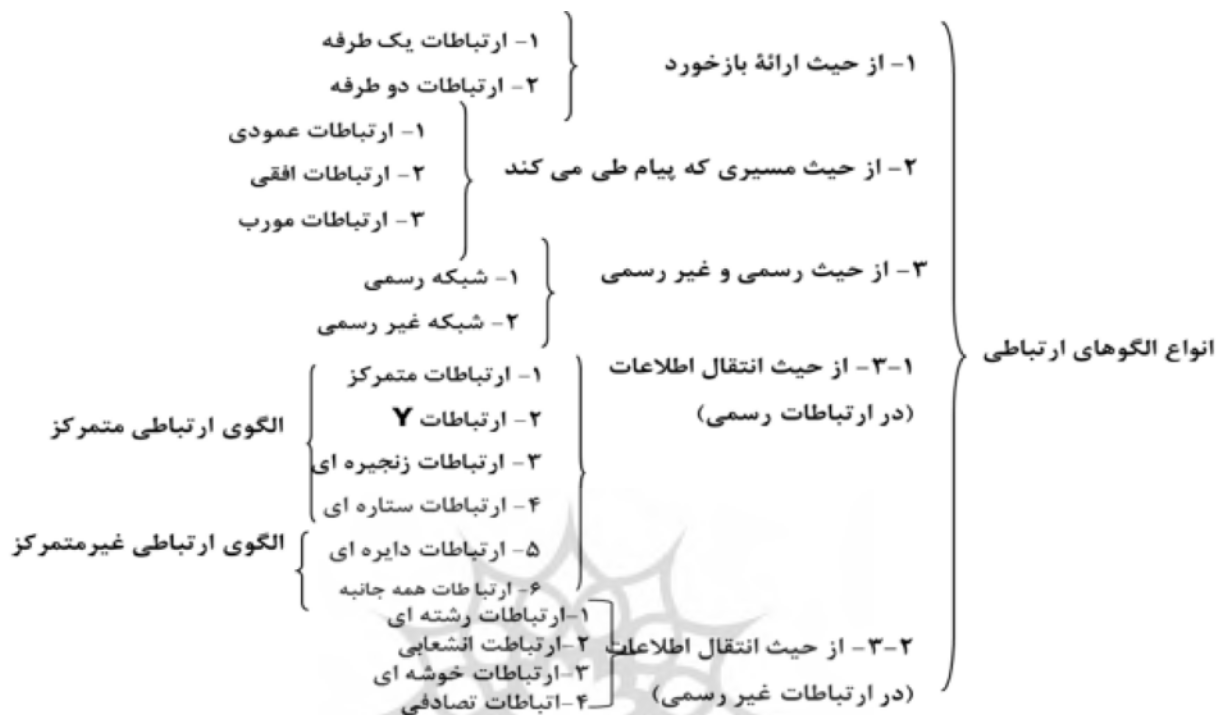 انواع الگوهای ارتباطی
۱- از حیث ارائهٔ بازخورد
۱- ارتباطات یک طرفه
۲- ارتباطات دو طرفه
۲- از حیث مسیری که پیام طی می کند
۱- ارتباطات عمودی
۲- ارتباطات افقی
۳- ارتباطات مورب
۳- از حیث رسمی و غیر رسمی
۱- شبکه رسمی
۲- شبکه غیر رسمی
۳-۱- از حیث انتقال اطلاعات
(در ارتباطات رسمی)
۱- ارتباطات متمرکز
۲- ارتباطات Y
۳- ارتباطات زنجیره ای
۴- ارتباطات ستاره ای
الگوی ارتباطی متمرکز
۵- ارتباطات دایره ای
۶- ارتباطات همه جانبه
الگوی ارتباطی غیرمتمرکز
۳-۲- از حیث انتقال اطلاعات
(در ارتباطات غیر رسمی)
۱-ارتباطات رشته ای
۲-ارتباطت انشعابی
۳-ارتباطات خوشه ای
۴-اتباطات تصادفی